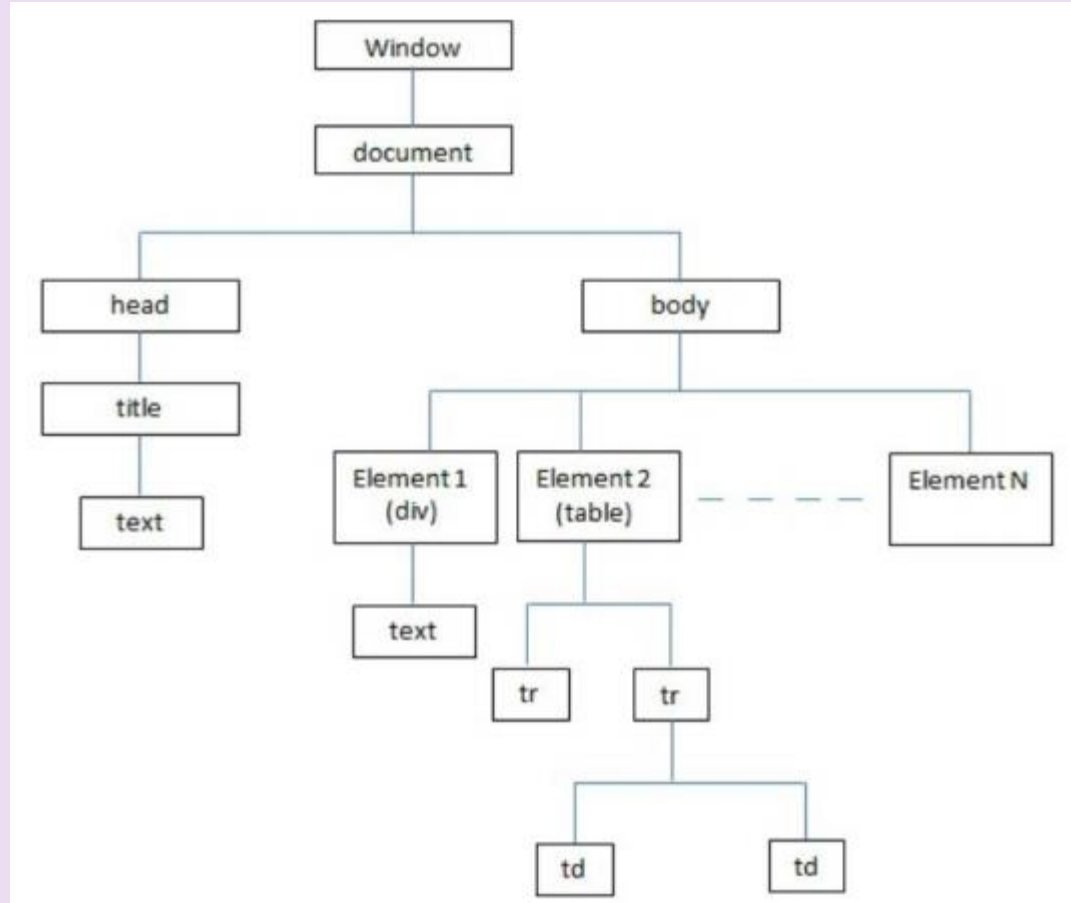 Window
document
head
body
title
Element 1
(div)
Element 2
(table)
Element N
text
text
tr
tr
td
td